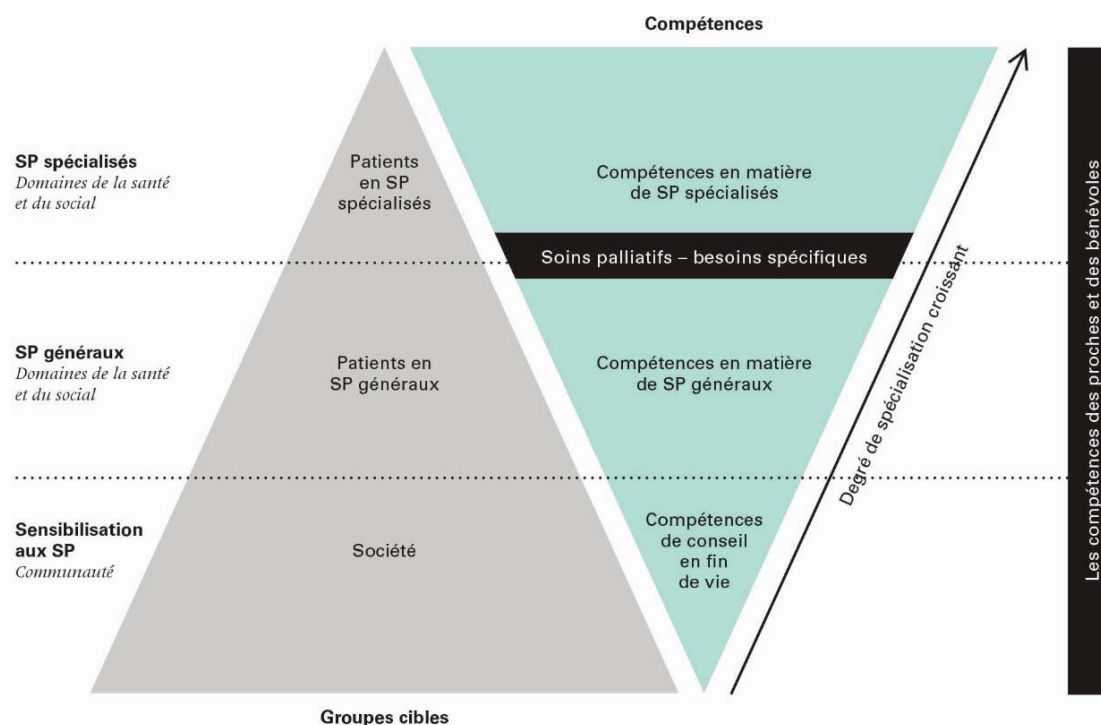 Compétences
SP spécialisés
Domaines de la santé
et du social
Patients
en SP
spécialisés
Compétences en matière
de SP spécialisés
Soins palliatifs – besoins spécifiques
SP généraux
Domaines de la santé
et du social
Patients en
SP généraux
Compétences en matière
de SP généraux
Sensibilisation
aux SP
Communauté
Société
Compétences
de conseil
en fin
de vie
Degré de spécialisation croissant
Les compétences des proches et des bénévoles
Groupes cibles